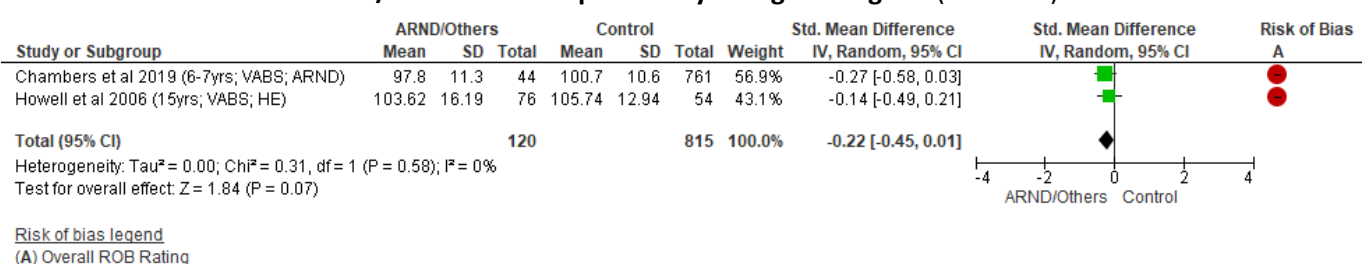 ARND/Others Control Std. Mean Difference Std. Mean Difference Risk of Bias
Study or Subgroup Mean SD Total Mean SD Total Weight IV, Random, 95% CI IV, Random, 95% CI A
Chambers et al 2019 (6-7yrs; VABS; ARND) 97.8 11.3 44 100.7 10.6 761 56.9% -0.27 [-0.58, 0.03]
Howell et al 2006 (15yrs; VABS; HE) 103.62 16.19 76 105.74 12.94 54 43.1% -0.14 [-0.49, 0.21]
Total (95% CI) 120 815 100.0% -0.22 [-0.45, 0.01]
Heterogeneity: Tau² = 0.00; Chi² = 0.31, df = 1 (P = 0.58); I² = 0%
Test for overall effect: Z = 1.84 (P = 0.07)
-4 -2 0 2 4
ARND/Others Control
Risk of bias legend
(A) Overall ROB Rating